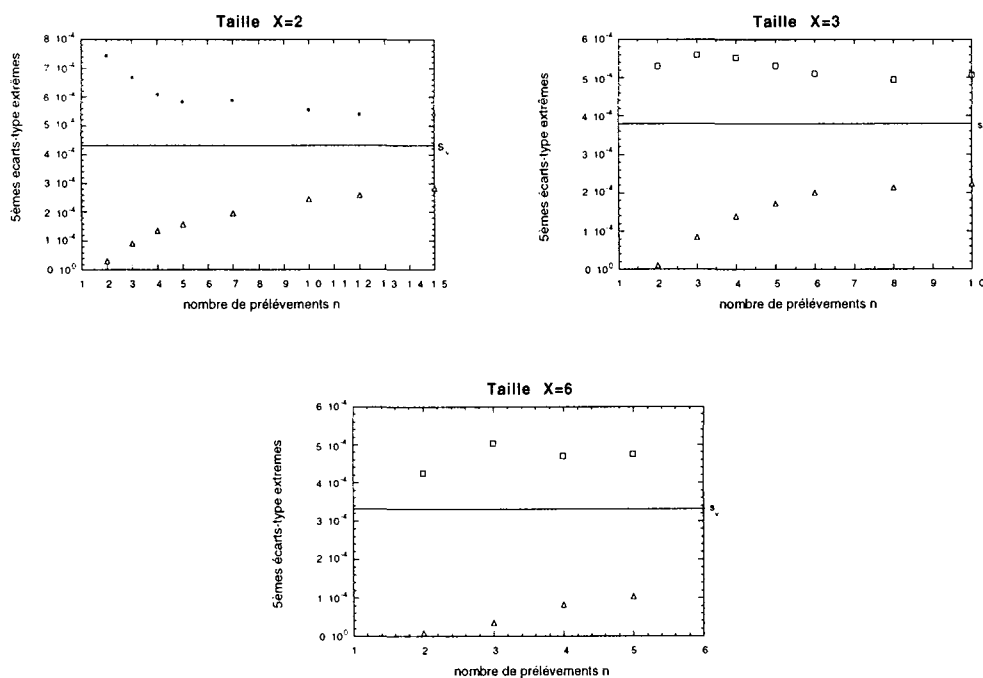 Taille X=2
8 10⁻⁴
7 10⁻⁴
6 10⁻⁴
5 10⁻⁴
4 10⁻⁴
3 10⁻⁴
2 10⁻⁴
1 10⁻⁴
0 10⁰
5èmes ecarts-type extrêmes
Sᵥ
1 2 3 4 5 6 7 8 9 10 11 12 13 14 15
nombre de prélévements n
Taille X=3
6 10⁻⁴
5 10⁻⁴
4 10⁻⁴
3 10⁻⁴
2 10⁻⁴
1 10⁻⁴
0 10⁰
5èmes écarts-type extrêmes
s
1 2 3 4 5 6 7 8 9 10
nombre de prélévements n
Taille X=6
6 10⁻⁴
5 10⁻⁴
4 10⁻⁴
3 10⁻⁴
2 10⁻⁴
1 10⁻⁴
0 10⁰
5èmes écarts-type extremes
sᵥ
1 2 3 4 5 6
nombre de prélévements n